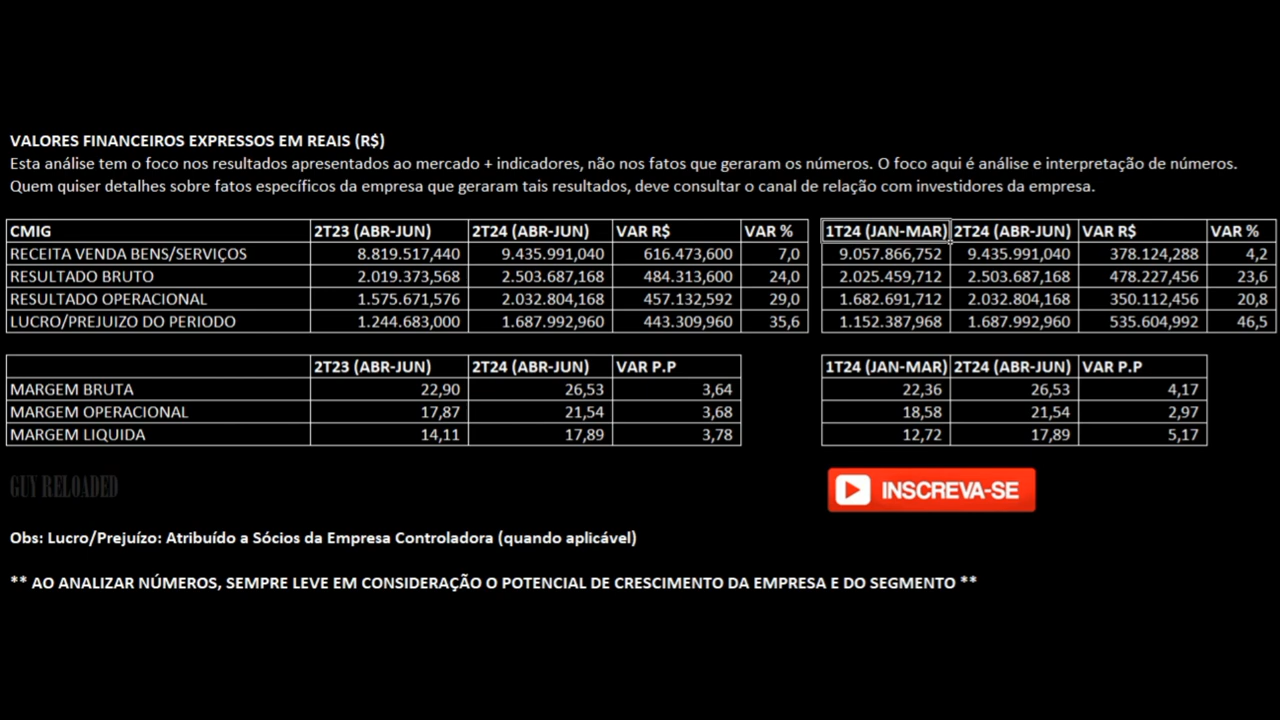 VALORES FINANCEIROS EXPRESSOS EM REAIS (R$)
Esta análise tem o foco nos resultados apresentados ao mercado + indicadores, não nos fatos que geraram os números. O foco aqui é análise e interpretação de números.
Quem quiser detalhes sobre fatos específicos da empresa que geraram tais resultados, deve consultar o canal de relação com investidores da empresa.
CMIG 2T23 (ABR-JUN) 2T24 (ABR-JUN) VAR R$ VAR % 1T24 (JAN-MAR) 2T24 (ABR-JUN) VAR R$ VAR %
RECEITA VENDA BENS/SERVIÇOS 8.819.517,440 9.435.991,040 616.473,600 7,0 9.057.866,752 9.435.991,040 378.124,288 4,2
RESULTADO BRUTO 2.019.373,568 2.503.687,168 484.313,600 24,0 2.025.459,712 2.503.687,168 478.227,456 23,6
RESULTADO OPERACIONAL 1.575.671,576 2.032.804,168 457.132,592 29,0 1.682.691,712 2.032.804,168 350.112,456 20,8
LUCRO/PREJUIZO DO PERIODO 1.244.683,000 1.687.992,960 443.309,960 35,6 1.152.387,968 1.687.992,960 535.604,992 46,5
2T23 (ABR-JUN) 2T24 (ABR-JUN) VAR P.P 1T24 (JAN-MAR) 2T24 (ABR-JUN) VAR P.P
MARGEM BRUTA 22,90 26,53 3,64 22,36 26,53 4,17
MARGEM OPERACIONAL 17,87 21,54 3,68 18,58 21,54 2,97
MARGEM LIQUIDA 14,11 17,89 3,78 12,72 17,89 5,17
GUY RELOADED
INSCREVA-SE
Obs: Lucro/Prejuízo: Atribuído a Sócios da Empresa Controladora (quando aplicável)
** AO ANALIZAR NÚMEROS, SEMPRE LEVE EM CONSIDERAÇÃO O POTENCIAL DE CRESCIMENTO DA EMPRESA E DO SEGMENTO **